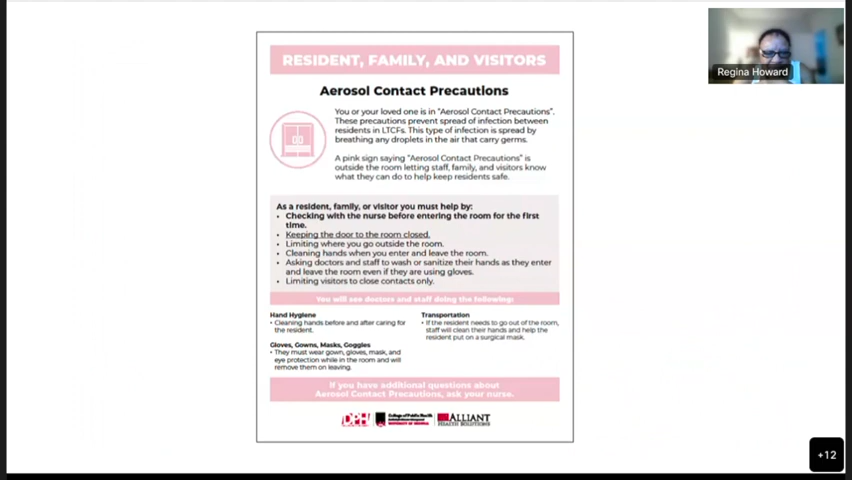 RESIDENT, FAMILY, AND VISITORS
Aerosol Contact Precautions
You or your loved one is in "Aerosol Contact Precautions".
These precautions prevent spread of infection between
residents in LTCFs. This type of infection is spread by
breathing any droplets in the air that carry germs.
A pink sign saying "Aerosol Contact Precautions" is
outside the room letting staff, family, and visitors know
what they can do to help keep residents safe.
As a resident, family, or visitor you must help by:
• Checking with the nurse before entering the room for the first
time.
• Keeping the door to the room closed.
• Limiting where you go outside the room.
• Cleaning hands when you enter and leave the room.
• Asking doctors and staff to wash or sanitize their hands as they enter
and leave the room even if they are using gloves.
• Limiting visitors to close contacts only.
You will see doctors and staff doing the following:
Hand Hygiene
• Cleaning hands before and after caring for
the resident.
Gloves, Gowns, Masks, Goggles
• They must wear gown, gloves, mask, and
eye protection while in the room and will
remove them on leaving.
Transportation
• If the resident needs to go out of the room,
staff will clean their hands and help the
resident put on a surgical mask.
If you have additional questions about
Aerosol Contact Precautions, ask your nurse.
DPH
College of Public Health
UNIVERSITY OF GEORGIA
ALLIANT
HEALTH SOLUTIONS
Regina Howard
+12